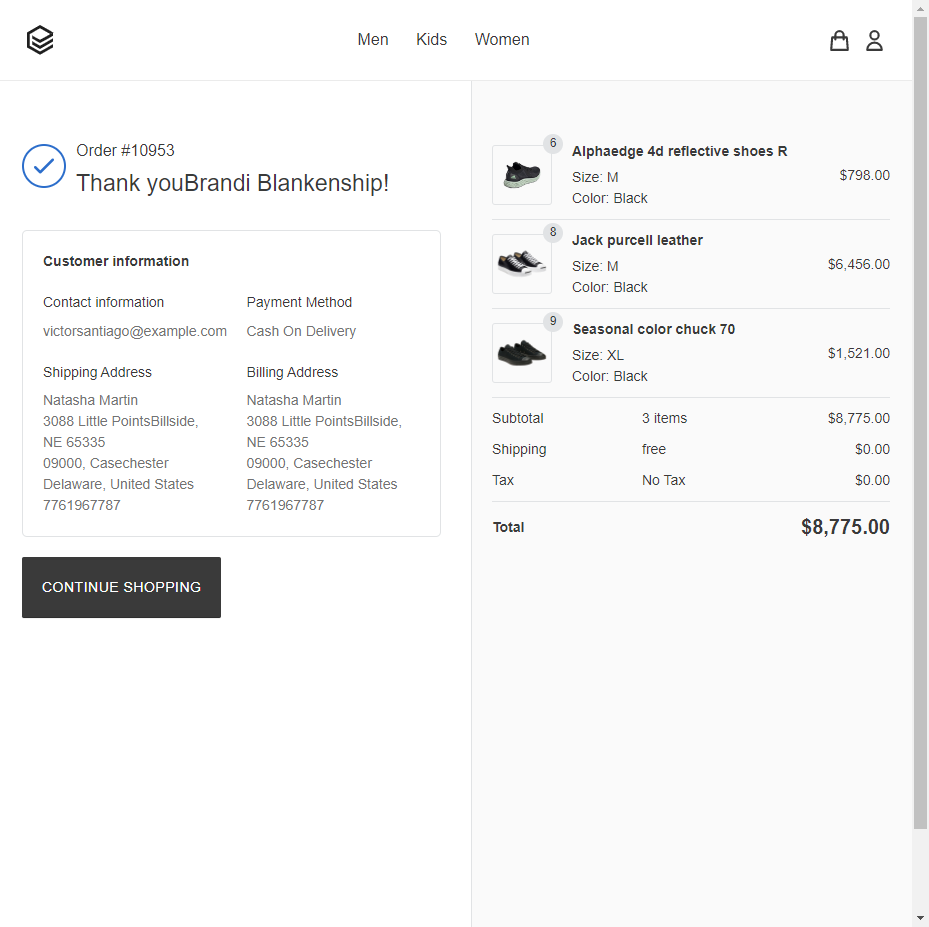 Men Kids Women
Order #10953
Thank youBrandi Blankenship!
Customer information
Contact information
victorsantiago@example.com
Payment Method
Cash On Delivery
Shipping Address
Natasha Martin
3088 Little PointsBillside,
NE 65335
09000, Casechester
Delaware, United States
7761967787
Billing Address
Natasha Martin
3088 Little PointsBillside,
NE 65335
09000, Casechester
Delaware, United States
7761967787
CONTINUE SHOPPING
6
Alphaedge 4d reflective shoes R
Size: M
Color: Black
$798.00
8
Jack purcell leather
Size: M
Color: Black
$6,456.00
9
Seasonal color chuck 70
Size: XL
Color: Black
$1,521.00
Subtotal 3 items $8,775.00
Shipping free $0.00
Tax No Tax $0.00
Total $8,775.00